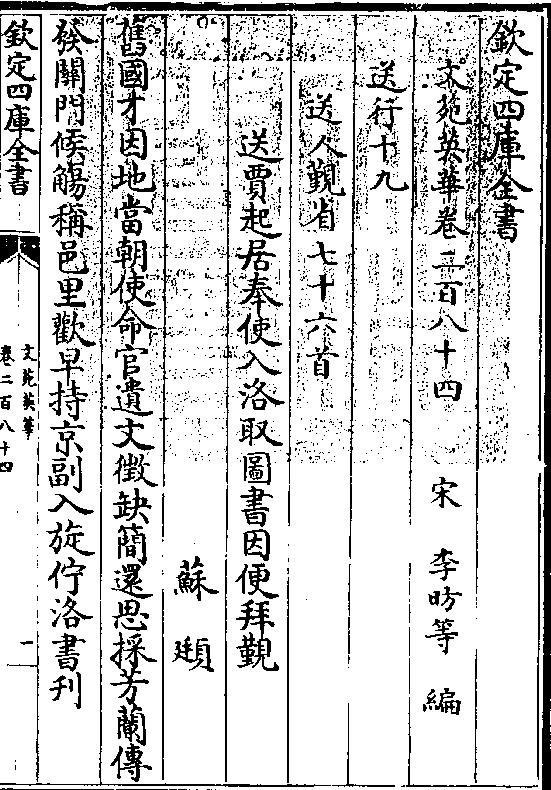 欽定四庫全書
文苑英華卷二百八十四 宋 李昉等 編
送行十九
送人覲省七十六首
送賈起居奉使入洛取圖書因便拜覲
蘇頲
舊國才因地當朝使命官遺文徵缺簡還思採芳蘭傳
發關門候觴稱邑里歡早持京副入旋佇洛書刋
欽定四庫全書
文苑英華
卷二百八十四
一